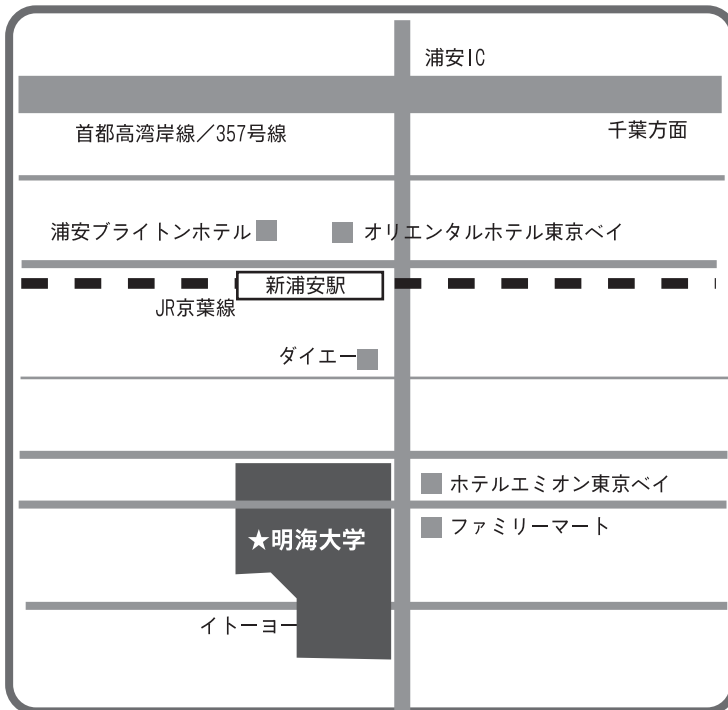 浦安IC
首都高湾岸線／357号線
千葉方面
浦安ブライトンホテル
オリエンタルホテル東京ベイ
新浦安駅
JR京葉線
ダイエー
ホテルエミオン東京ベイ
ファミリーマート
★明海大学
イトーヨー